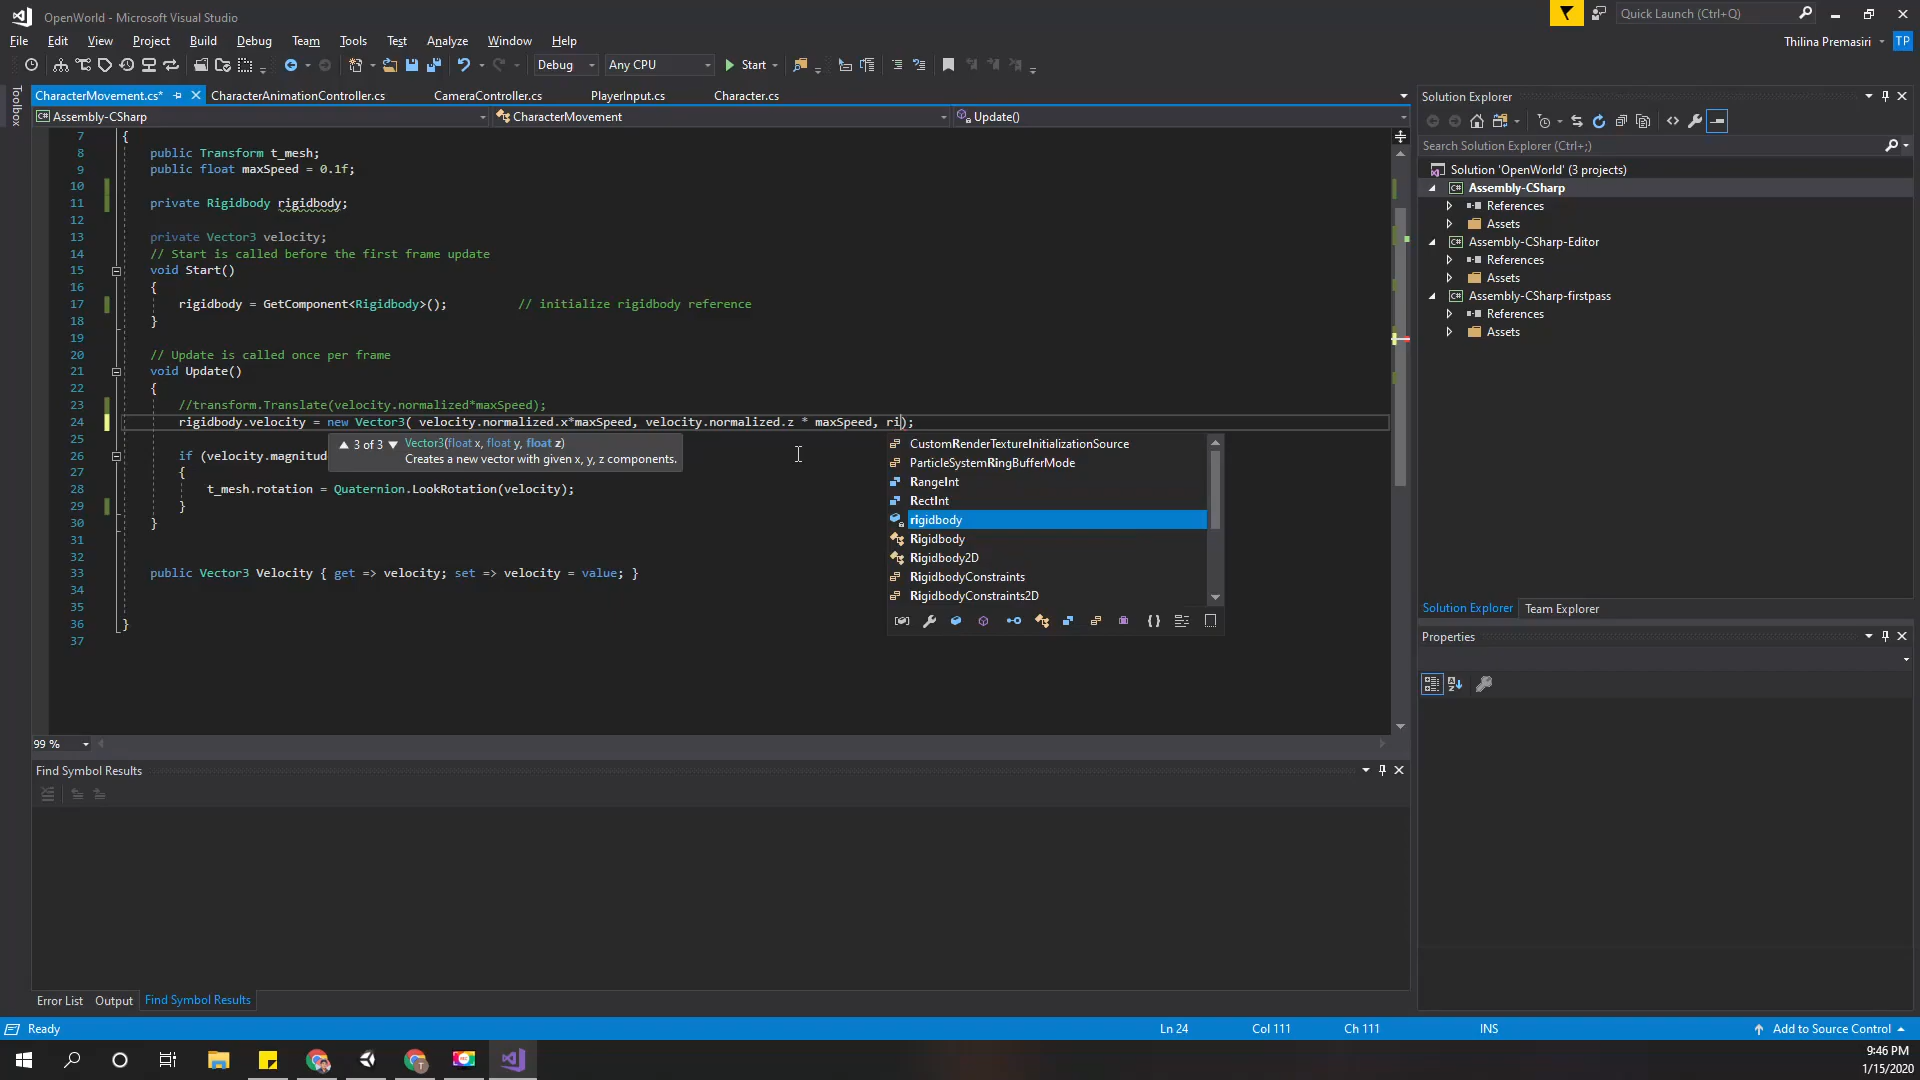 OpenWorld - Microsoft Visual Studio
Quick Launch (Ctrl+Q)
File Edit View Project Build Debug Team Tools Test Analyze Window Help
Thilina Premasiri TP
Debug Any CPU Start
Toolbox
CharacterMovement.cs* CharacterAnimationController.cs CameraController.cs PlayerInput.cs Character.cs
Assembly-CSharp CharacterMovement Update()
7 {
8 public Transform t_mesh;
9 public float maxSpeed = 0.1f;
10
11 private Rigidbody rigidbody;
12
13 private Vector3 velocity;
14 // Start is called before the first frame update
15 void Start()
16 {
17 rigidbody = GetComponent<Rigidbody>(); // initialize rigidbody reference
18 }
19
20 // Update is called once per frame
21 void Update()
22 {
23 //transform.Translate(velocity.normalized*maxSpeed);
24 rigidbody.velocity = new Vector3( velocity.normalized.x*maxSpeed, velocity.normalized.z * maxSpeed, ri);
25
26 if (velocity.magnitud
27 {
28 t_mesh.rotation = Quaternion.LookRotation(velocity);
29 }
30 }
31
32
33 public Vector3 Velocity { get => velocity; set => velocity = value; }
34
35
36 }
37
3 of 3 Vector3(float x, float y, float z)
Creates a new vector with given x, y, z components.
CustomRenderTextureInitializationSource
ParticleSystemRingBufferMode
RangeInt
RectInt
rigidbody
Rigidbody
Rigidbody2D
RigidbodyConstraints
RigidbodyConstraints2D
99 %
Find Symbol Results
Error List Output Find Symbol Results
Solution Explorer
Search Solution Explorer (Ctrl+;)
Solution 'OpenWorld' (3 projects)
Assembly-CSharp
References
Assets
Assembly-CSharp-Editor
References
Assets
Assembly-CSharp-firstpass
References
Assets
Solution Explorer Team Explorer
Properties
Ready Ln 24 Col 111 Ch 111 INS Add to Source Control
9:46 PM
1/15/2020